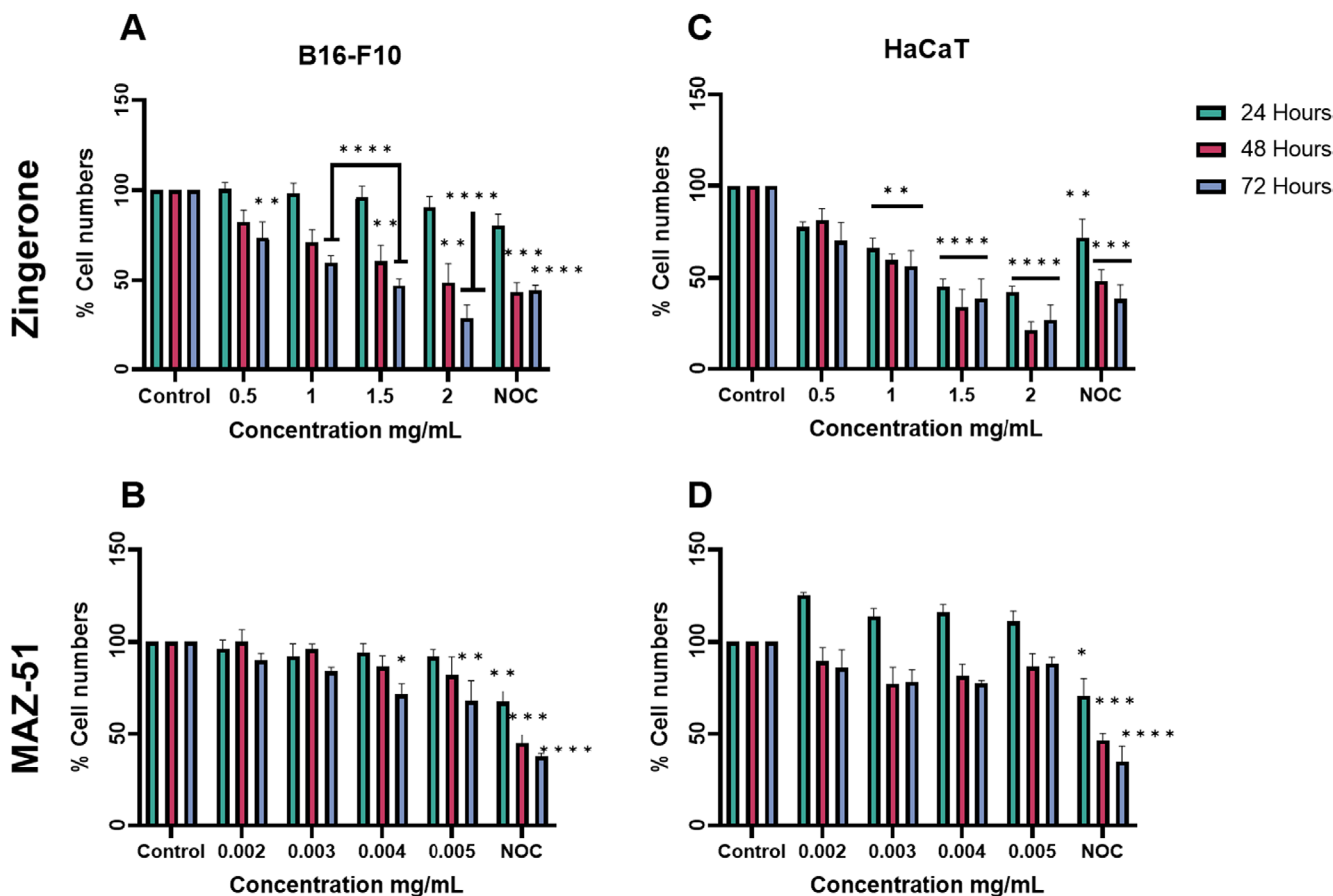 A
B16-F10
Zingerone
% Cell numbers
150
100
50
0
* *
* * * *
* *
* * * *
* *
* * *
* * * *
Control 0.5 1 1.5 2 NOC
Concentration mg/mL
C
HaCaT
% Cell numbers
150
100
50
0
* *
* * * *
* * * *
* *
* * *
Control 0.5 1 1.5 2 NOC
Concentration mg/mL
24 Hours
48 Hours
72 Hours
B
MAZ-51
% Cell numbers
150
100
50
0
*
* *
* *
* * *
* * * *
Control 0.002 0.003 0.004 0.005 NOC
Concentration mg/mL
D
% Cell numbers
150
100
50
0
*
* * *
* * * *
Control 0.002 0.003 0.004 0.005 NOC
Concentration mg/mL